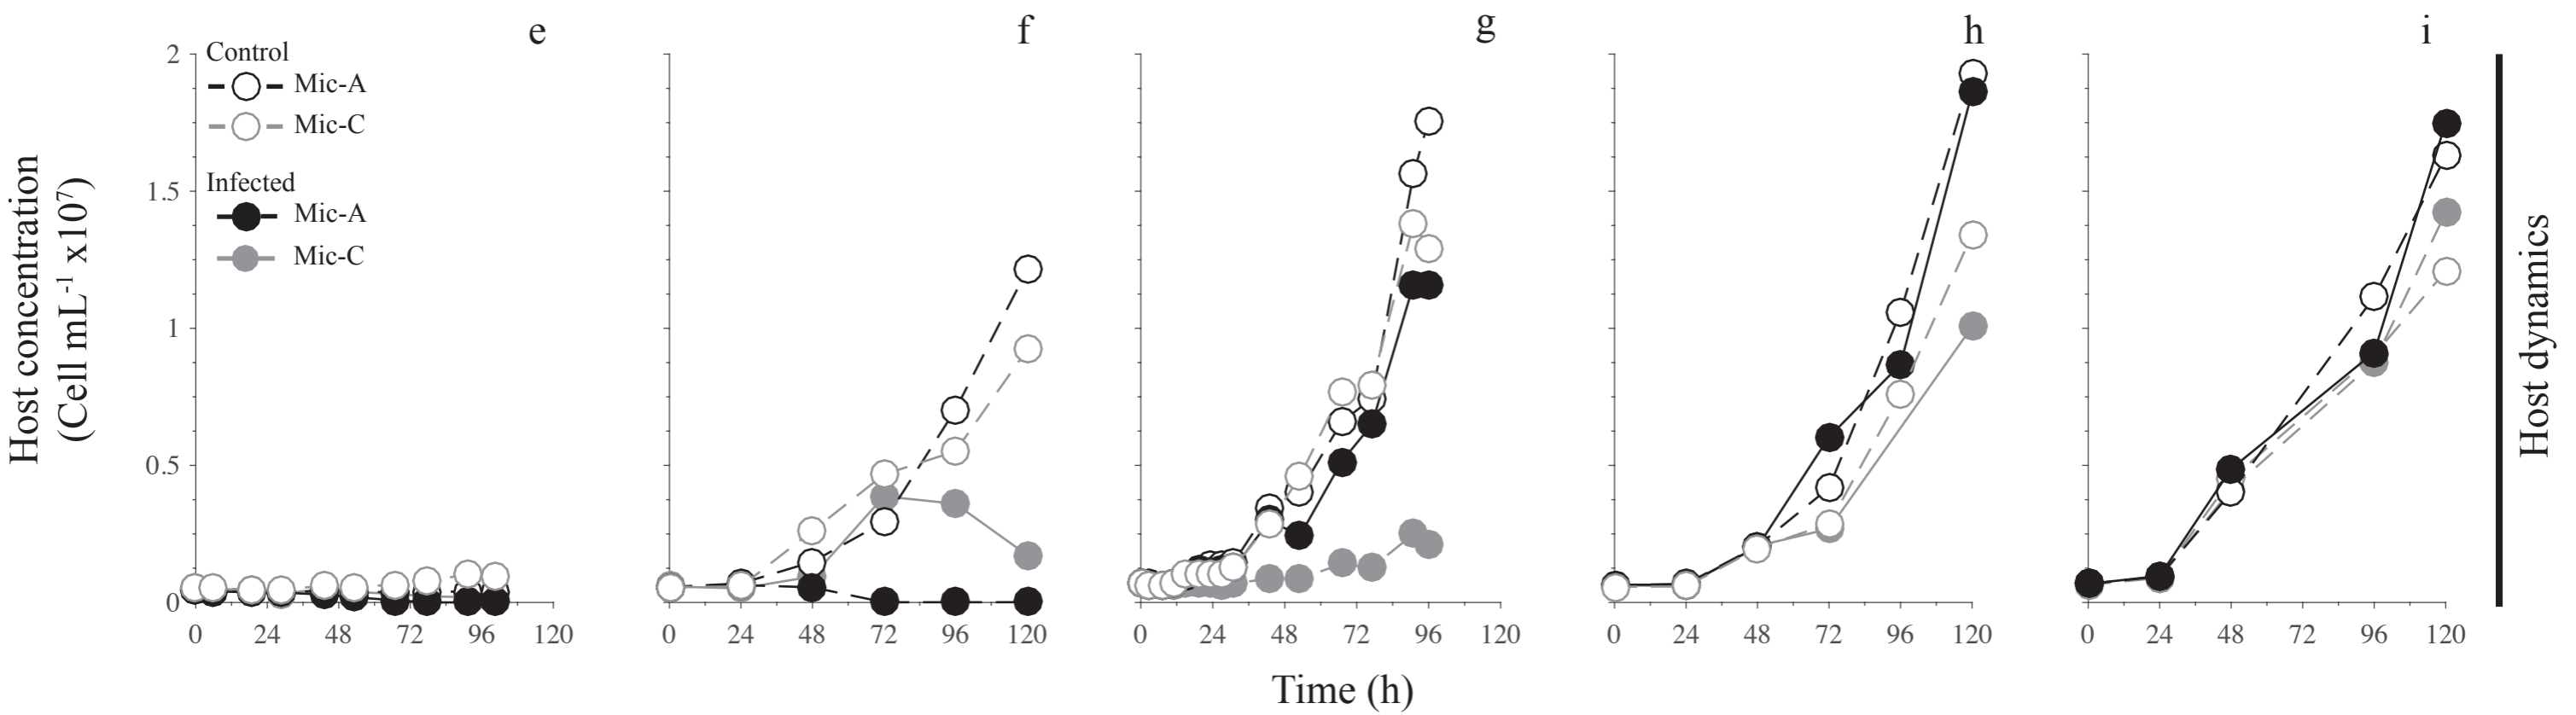 e
f
g
h
i
Control
Mic-A
Mic-C
Infected
Mic-A
Mic-C
Host concentration
(Cell mL⁻¹ x10⁷)
2
1.5
1
0.5
0
0 24 48 72 96 120
0 24 48 72 96 120
0 24 48 72 96 120
0 24 48 72 96 120
0 24 48 72 96 120
Time (h)
Host dynamics